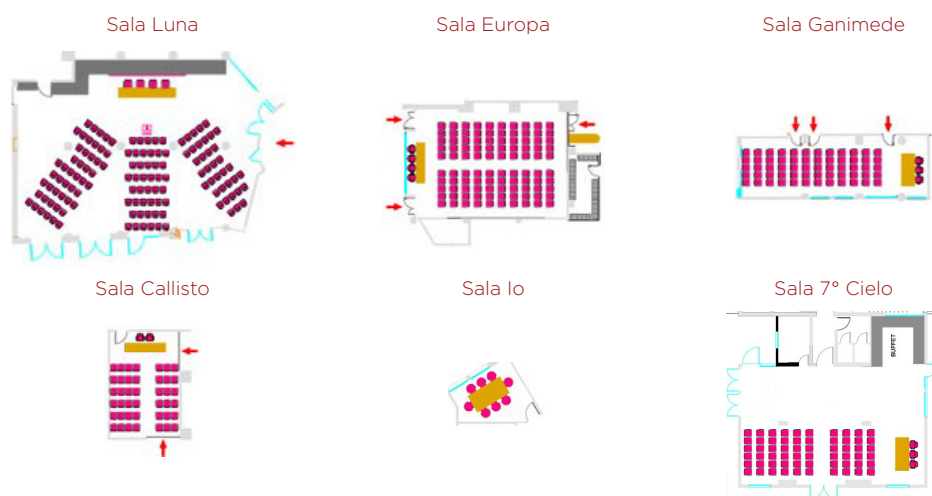 Sala Luna
Sala Europa
Sala Ganimede
Sala Callisto
Sala Io
Sala 7° Cielo
BUFFET